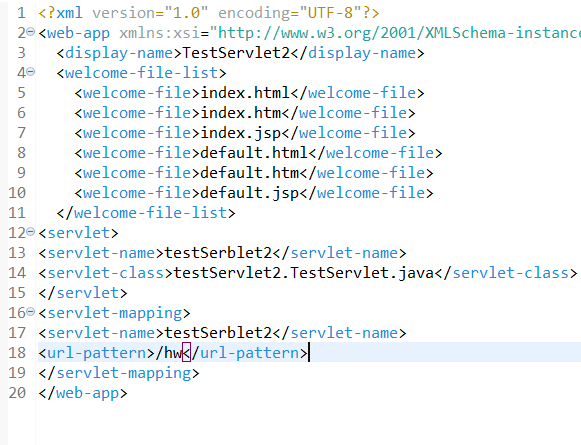 1 <?xml version="1.0" encoding="UTF-8"?>
2 <web-app xmlns:xsi="http://www.w3.org/2001/XMLSchema-instance
3   <display-name>TestServlet2</display-name>
4   <welcome-file-list>
5     <welcome-file>index.html</welcome-file>
6     <welcome-file>index.htm</welcome-file>
7     <welcome-file>index.jsp</welcome-file>
8     <welcome-file>default.html</welcome-file>
9     <welcome-file>default.htm</welcome-file>
10     <welcome-file>default.jsp</welcome-file>
11   </welcome-file-list>
12 <servlet>
13 <servlet-name>testSerblet2</servlet-name>
14 <servlet-class>testServlet2.TestServlet.java</servlet-class>
15 </servlet>
16 <servlet-mapping>
17 <servlet-name>testSerblet2</servlet-name>
18 <url-pattern>/hw</url-pattern>
19 </servlet-mapping>
20 </web-app>